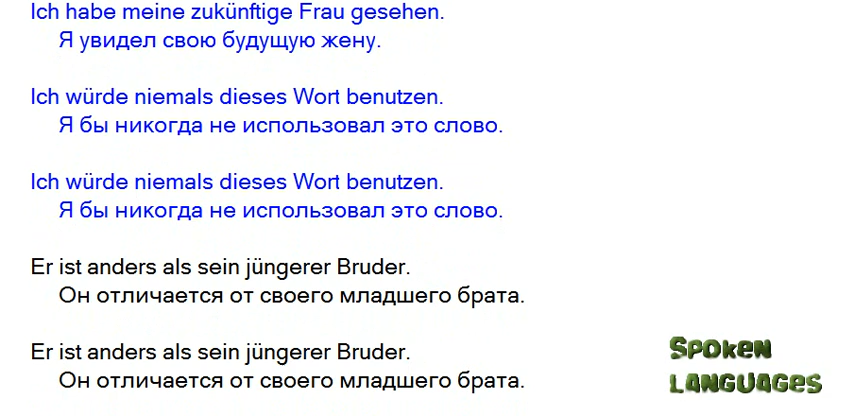 Ich habe meine zukünftige Frau gesehen.
Я увидел свою будущую жену.
Ich würde niemals dieses Wort benutzen.
Я бы никогда не использовал это слово.
Ich würde niemals dieses Wort benutzen.
Я бы никогда не использовал это слово.
Er ist anders als sein jüngerer Bruder.
Он отличается от своего младшего брата.
Er ist anders als sein jüngerer Bruder.
Он отличается от своего младшего брата.
Spoken
Languages